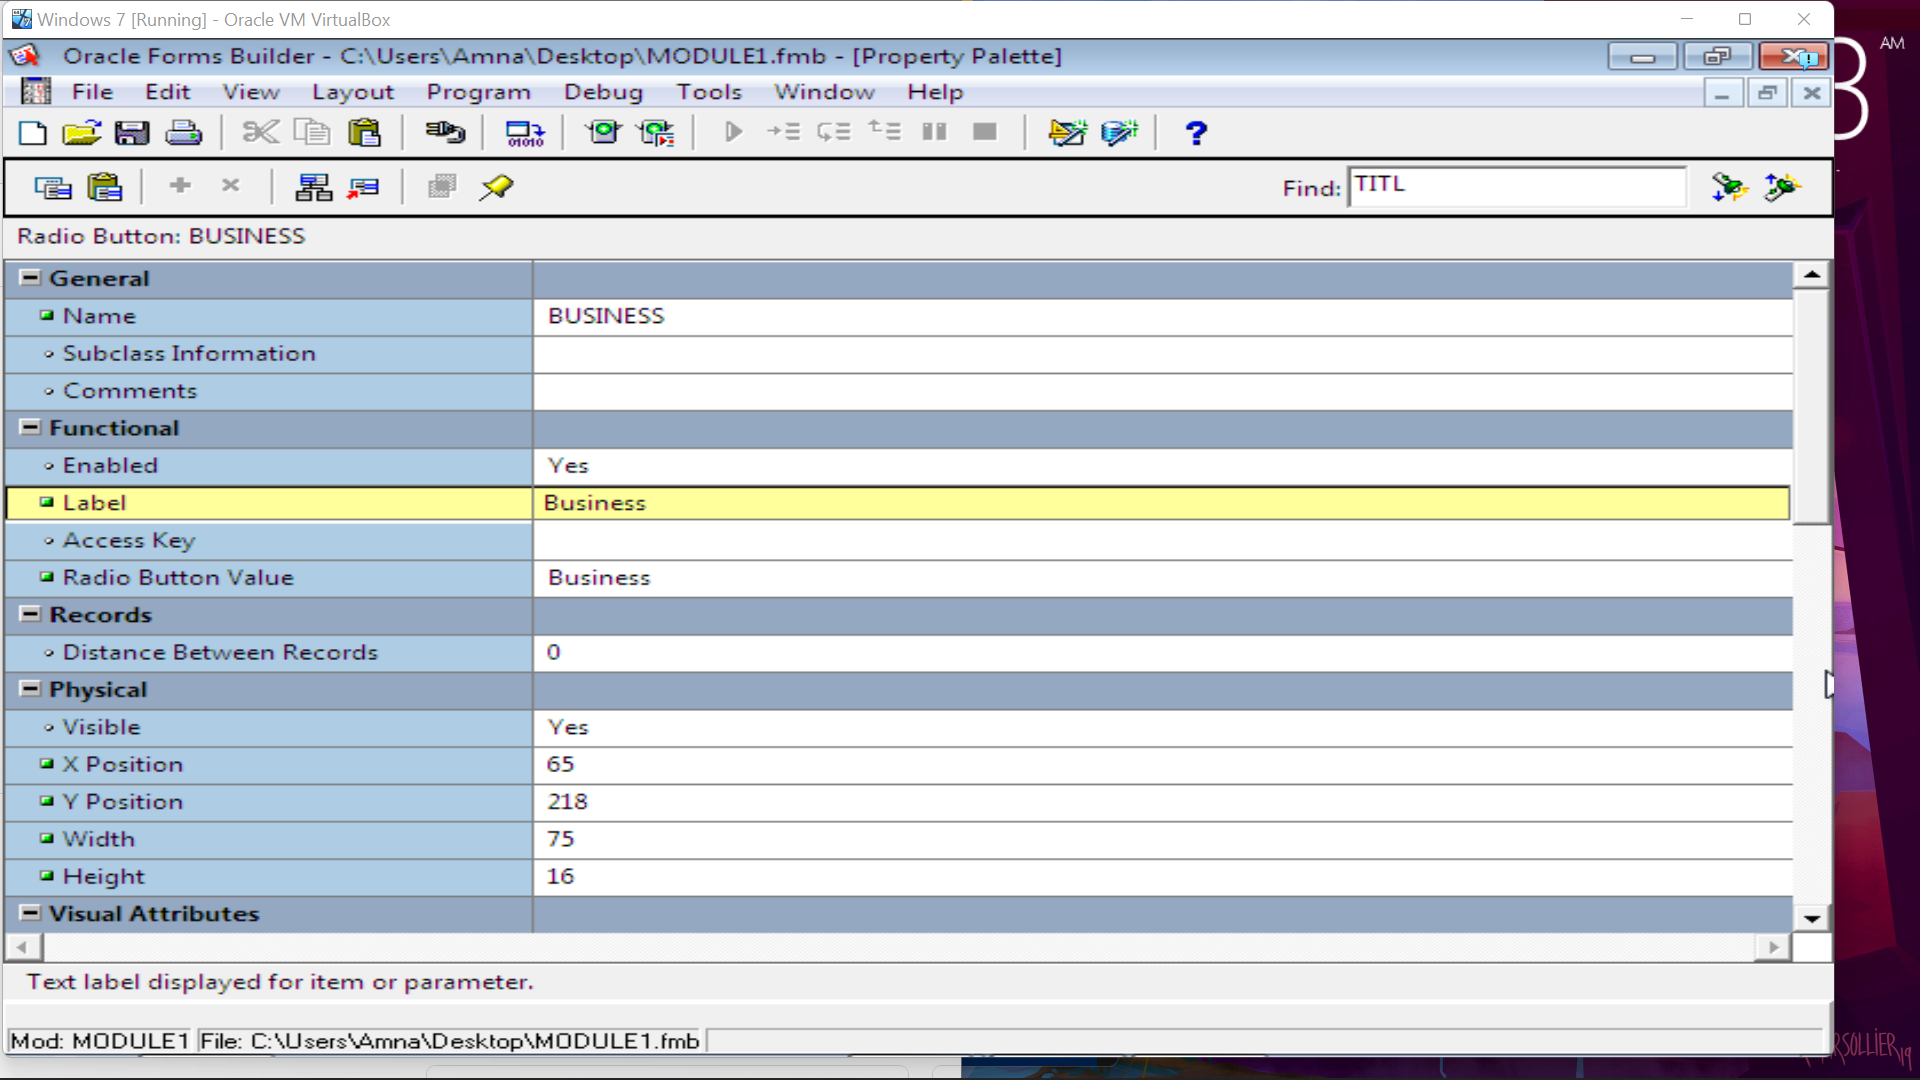 Windows 7 [Running] - Oracle VM VirtualBox
AM
Oracle Forms Builder - C:\Users\Amna\Desktop\MODULE1.fmb - [Property Palette]
File Edit View Layout Program Debug Tools Window Help
Find: TITL
Radio Button: BUSINESS
General
Name BUSINESS
Subclass Information
Comments
Functional
Enabled Yes
Label Business
Access Key
Radio Button Value Business
Records
Distance Between Records 0
Physical
Visible Yes
X Position 65
Y Position 218
Width 75
Height 16
Visual Attributes
Text label displayed for item or parameter.
Mod: MODULE1 File: C:\Users\Amna\Desktop\MODULE1.fmb